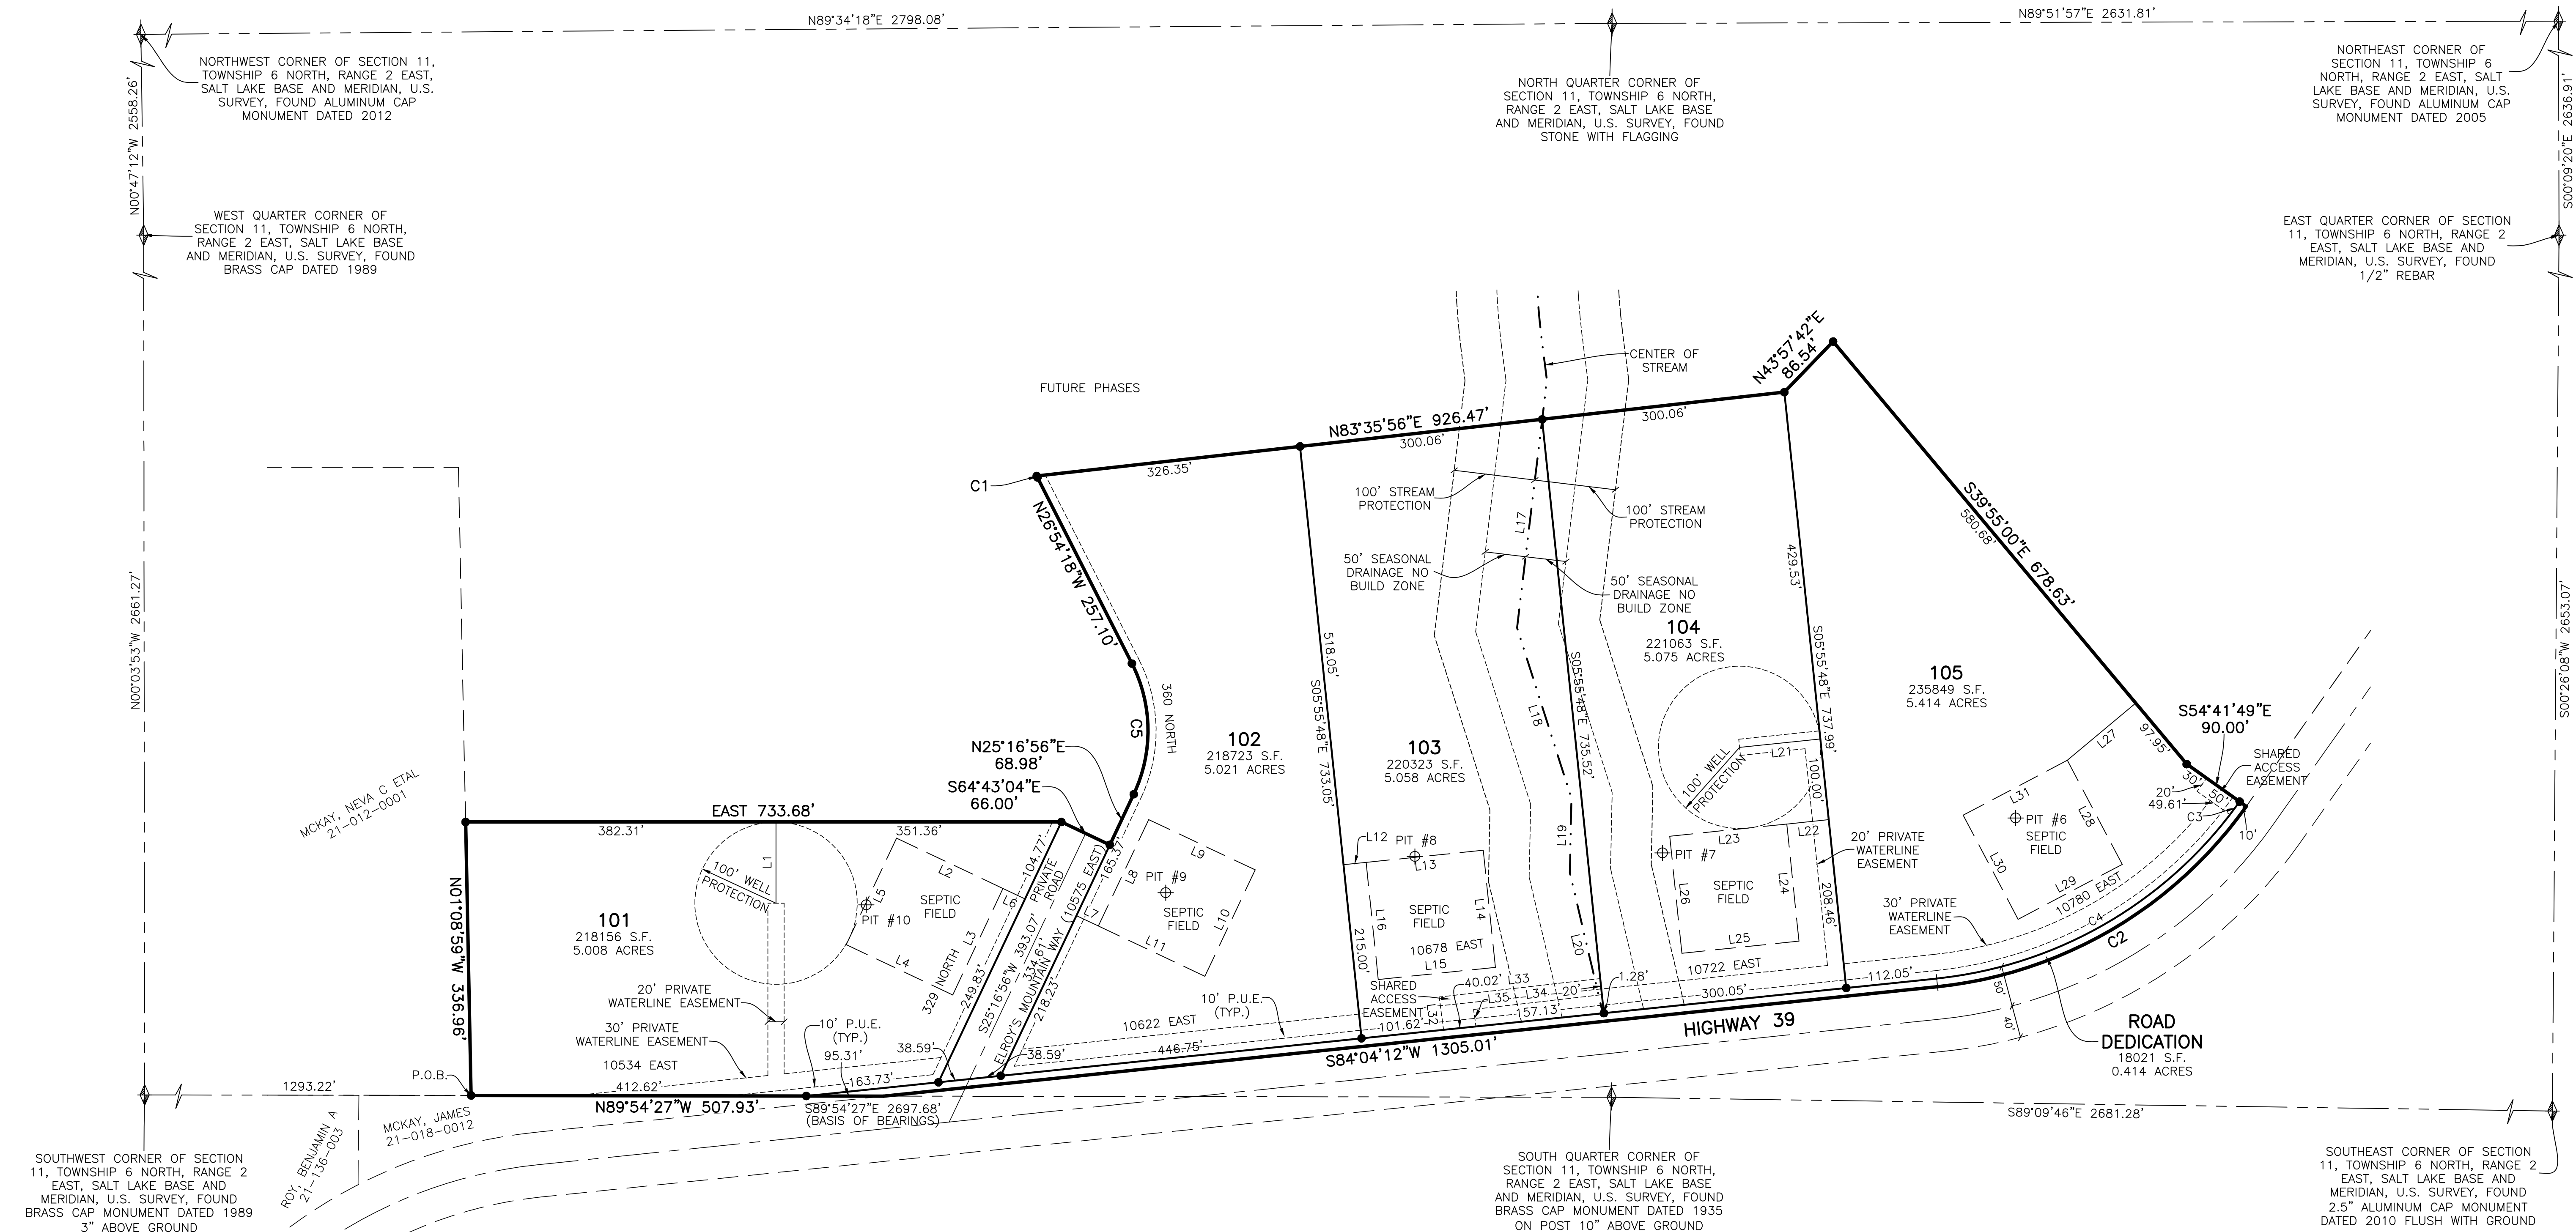 N89°34'18"E 2798.08'
N89°51'57"E 2631.81'
NORTHWEST CORNER OF SECTION 11,
TOWNSHIP 6 NORTH, RANGE 2 EAST,
SALT LAKE BASE AND MERIDIAN, U.S.
SURVEY, FOUND ALUMINUM CAP
MONUMENT DATED 2012
N00°47'12"W 2558.26'
NORTH QUARTER CORNER OF
SECTION 11, TOWNSHIP 6 NORTH,
RANGE 2 EAST, SALT LAKE BASE
AND MERIDIAN, U.S. SURVEY, FOUND
STONE WITH FLAGGING
NORTHEAST CORNER OF
SECTION 11, TOWNSHIP 6
NORTH, RANGE 2 EAST, SALT
LAKE BASE AND MERIDIAN, U.S.
SURVEY, FOUND ALUMINUM CAP
MONUMENT DATED 2005
S00°09'20"E 2636.91'
WEST QUARTER CORNER OF
SECTION 11, TOWNSHIP 6 NORTH,
RANGE 2 EAST, SALT LAKE BASE
AND MERIDIAN, U.S. SURVEY, FOUND
BRASS CAP DATED 1989
EAST QUARTER CORNER OF SECTION
11, TOWNSHIP 6 NORTH, RANGE 2
EAST, SALT LAKE BASE AND
MERIDIAN, U.S. SURVEY, FOUND
1/2" REBAR
N00°03'53"W 2661.27'
S00°26'08"W 2653.07'
FUTURE PHASES
CENTER OF
STREAM
N43°57'42"E
86.54'
N83°35'56"E 926.47'
326.35'
300.06'
300.06'
C1
N26°54'18"W 257.10'
C5
360 NORTH
100' STREAM
PROTECTION
100' STREAM
PROTECTION
50' SEASONAL
DRAINAGE NO
BUILD ZONE
50' SEASONAL
DRAINAGE NO
BUILD ZONE
L17
L18
L19
L20
S39°55'00"E 678.63'
580.68'
97.95'
S54°41'49"E
90.00'
SHARED
ACCESS
EASEMENT
30'
50'
20'
49.61'
C3
10'
N25°16'56"E
68.98'
S64°43'04"E
66.00'
102
218723 S.F.
5.021 ACRES
518.05'
S05°55'48"E 733.05'
215.00'
103
220323 S.F.
5.058 ACRES
S05°55'48"E 735.52'
104
221063 S.F.
5.075 ACRES
429.53'
S05°55'48"E 737.99'
100.00'
208.46'
105
235849 S.F.
5.414 ACRES
MCKAY, NEVA C ETAL
21-012-0001
EAST 733.68'
382.31'
351.36'
N01°08'59"W 336.96'
L1
100' WELL
PROTECTION
101
218156 S.F.
5.008 ACRES
PIT #10
SEPTIC
FIELD
L2
L3
L4
L5
L6
329 NORTH
104.77'
249.83'
PRIVATE
ROAD
S25°16'56"W 393.07'
334.61'
ELROY'S MOUNTAIN WAY (10575 EAST)
165.37'
218.23'
L7
L8
L9
L10
L11
PIT #9
SEPTIC
FIELD
L12
PIT #8
L13
L14
L15
L16
SEPTIC
FIELD
10678 EAST
100' WELL
PROTECTION
L21
L22
L23
L24
L25
L26
PIT #7
SEPTIC
FIELD
20' PRIVATE
WATERLINE
EASEMENT
30' PRIVATE
WATERLINE
EASEMENT
10722 EAST
L27
L28
L29
L30
L31
PIT #6
SEPTIC
FIELD
10780 EAST
C4
C2
20' PRIVATE
WATERLINE EASEMENT
30' PRIVATE
WATERLINE EASEMENT
10534 EAST
10' P.U.E.
(TYP.)
95.31'
412.62'
163.73'
38.59'
38.59'
10' P.U.E.
(TYP.)
10622 EAST
446.75'
SHARED
ACCESS
EASEMENT
L32
40.02'
L33
L34
L35
20'
1.28'
101.62'
157.13'
300.05'
112.05'
50'
40'
HIGHWAY 39
S84°04'12"W 1305.01'
ROAD
DEDICATION
18021 S.F.
0.414 ACRES
P.O.B.
1293.22'
N89°54'27"W 507.93'
S89°54'27"E 2697.68'
(BASIS OF BEARINGS)
S89°09'46"E 2681.28'
MCKAY, JAMES
21-018-0012
ROY, BENJAMIN A
21-136-003
SOUTHWEST CORNER OF SECTION
11, TOWNSHIP 6 NORTH, RANGE 2
EAST, SALT LAKE BASE AND
MERIDIAN, U.S. SURVEY, FOUND
BRASS CAP MONUMENT DATED 1989
3" ABOVE GROUND
SOUTH QUARTER CORNER OF
SECTION 11, TOWNSHIP 6 NORTH,
RANGE 2 EAST, SALT LAKE BASE
AND MERIDIAN, U.S. SURVEY, FOUND
BRASS CAP MONUMENT DATED 1935
ON POST 10" ABOVE GROUND
SOUTHEAST CORNER OF SECTION
11, TOWNSHIP 6 NORTH, RANGE 2
EAST, SALT LAKE BASE AND
MERIDIAN, U.S. SURVEY, FOUND
2.5" ALUMINUM CAP MONUMENT
DATED 2010 FLUSH WITH GROUND